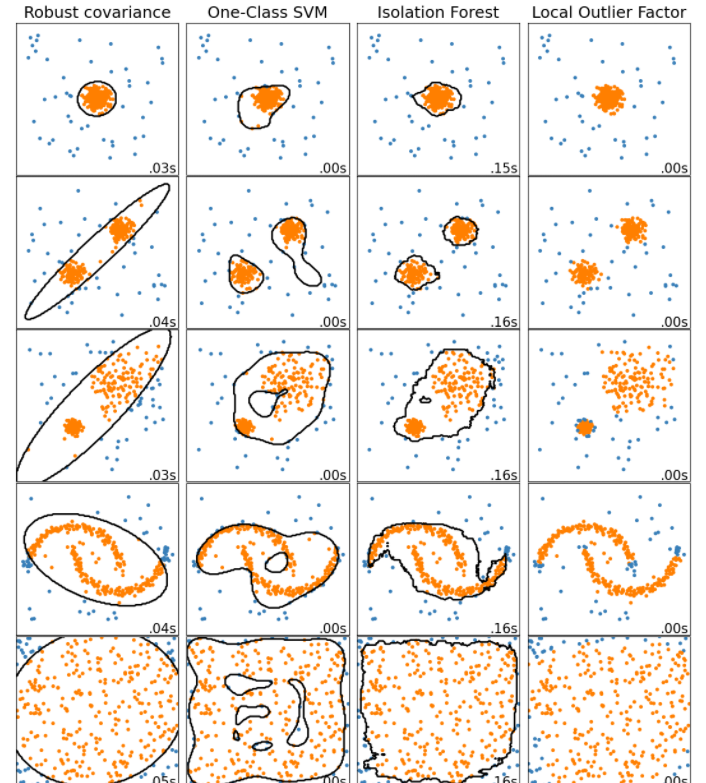 Robust covariance One-Class SVM Isolation Forest Local Outlier Factor
.03s .00s .15s .00s
.04s .00s .16s .00s
.03s .00s .16s .00s
.04s .00s .16s .00s
.05s .00s .16s .00s